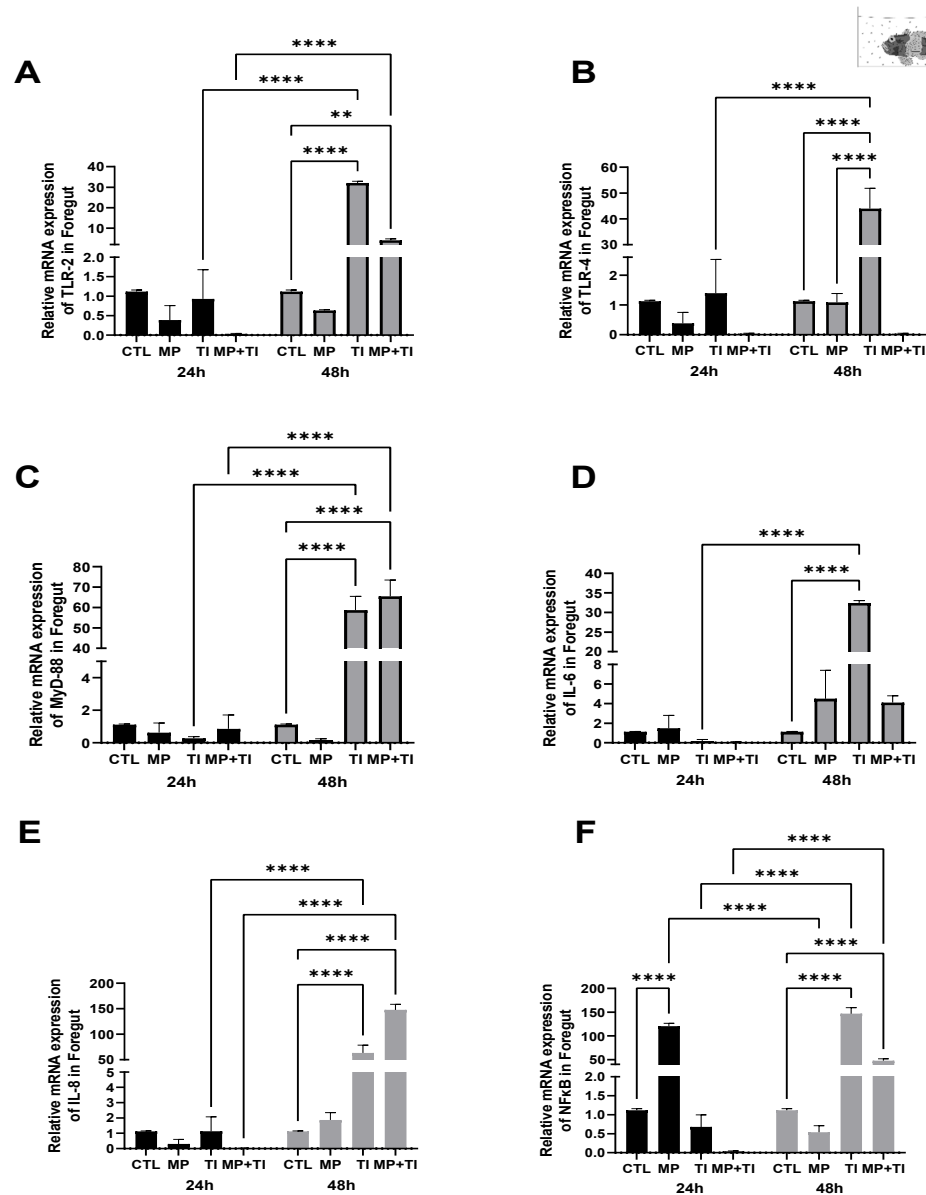 A
****
****
**
****
Relative mRNA expression
of TLR-2 in Foregut
40
30
20
10
2.0
1.5
1.0
0.5
0.0
CTL MP TI MP+TI CTL MP TI MP+TI
24h 48h
B
****
****
****
Relative mRNA expression
of TLR-4 in Foregut
60
50
40
30
2
1
0
CTL MP TI MP+TI CTL MP TI MP+TI
24h 48h
C
****
****
****
****
Relative mRNA expression
of MyD-88 in Foregut
100
90
80
70
60
40
4
2
0
CTL MP TI MP+TI CTL MP TI MP+TI
24h 48h
D
****
****
Relative mRNA expression
of IL-6 in Foregut
40
35
30
25
20
15
8
6
4
2
0
CTL MP TI MP+TI CTL MP TI MP+TI
24h 48h
E
****
****
****
****
Relative mRNA expression
of IL-8 in Foregut
200
150
100
50
8
5
4
3
2
1
0
CTL MP TI MP+TI CTL MP TI MP+TI
24h 48h
F
****
****
****
****
****
****
Relative mRNA expression
of NFκB in Foregut
200
150
100
50
2.0
1.5
1.0
0.5
0.0
CTL MP TI MP+TI CTL MP TI MP+TI
24h 48h